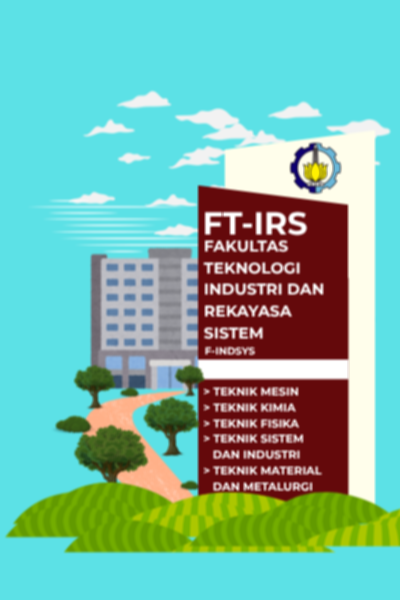 FT-IRS
FAKULTAS
TEKNOLOGI
INDUSTRI DAN
REKAYASA
SISTEM
F-INDSYS
> TEKNIK MESIN
> TEKNIK KIMIA
> TEKNIK FISIKA
> TEKNIK SISTEM
DAN INDUSTRI
> TEKNIK MATERIAL
DAN METALURGI